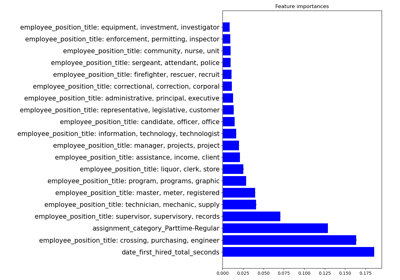 Feature importances
employee_position_title: equipment, investment, investigator
employee_position_title: enforcement, permitting, inspector
employee_position_title: community, nurse, unit
employee_position_title: sergeant, attendant, police
employee_position_title: firefighter, rescuer, recruit
employee_position_title: correctional, correction, corporal
employee_position_title: administrative, principal, executive
employee_position_title: representative, legislative, customer
employee_position_title: candidate, officer, office
employee_position_title: information, technology, technologist
employee_position_title: manager, projects, project
employee_position_title: assistance, income, client
employee_position_title: liquor, clerk, store
employee_position_title: program, programs, graphic
employee_position_title: master, meter, registered
employee_position_title: technician, mechanic, supply
employee_position_title: supervisor, supervisory, records
assignment_category_Parttime-Regular
employee_position_title: crossing, purchasing, engineer
date_first_hired_total_seconds
0.000 0.025 0.050 0.075 0.100 0.125 0.150 0.175